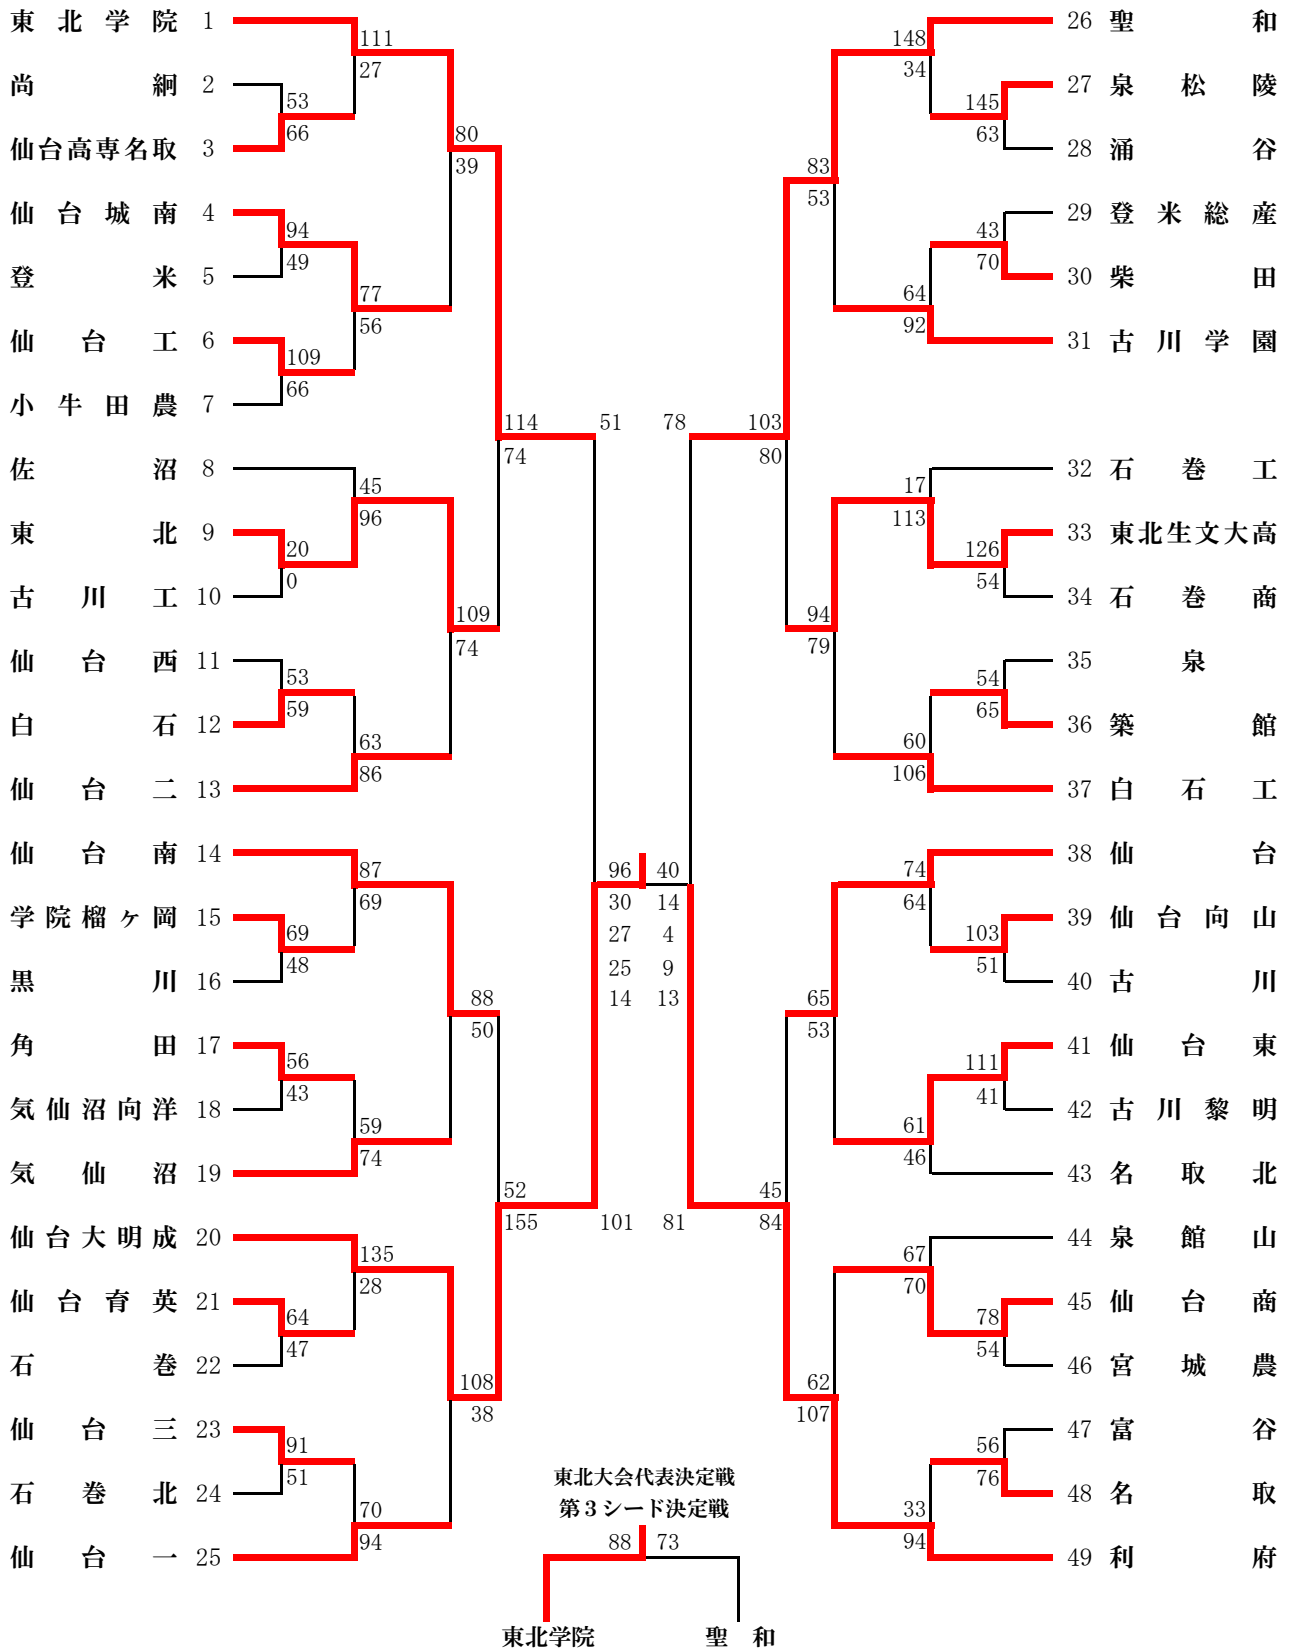 東北学院 1
111
27
尚絅 2
53
66
仙台高専名取 3
80
39
仙台城南 4
94
49
登米 5
77
56
仙台工 6
109
66
小牛田農 7
114
74
51
佐沼 8
45
96
東北 9
20
0
古川工 10
109
74
仙台西 11
53
59
白石 12
63
86
仙台二 13
仙台南 14
87
69
学院榴ヶ岡 15
69
48
黒川 16
88
50
角田 17
56
43
気仙沼向洋 18
59
74
気仙沼 19
52
155
101
仙台大明成 20
135
28
仙台育英 21
64
47
石巻 22
108
38
仙台三 23
91
51
石巻北 24
70
94
仙台一 25
96 40
30 14
27 4
25 9
14 13
26 聖和
148
34
27 泉松陵
145
63
28 涌谷
83
53
29 登米総産
43
70
30 柴田
64
92
31 古川学園
78
103
80
32 石巻工
17
113
33 東北生文大高
126
54
34 石巻商
94
79
35 泉
54
65
36 築館
60
106
37 白石工
38 仙台
74
64
39 仙台向山
103
51
40 古川
65
53
41 仙台東
111
41
42 古川黎明
61
46
43 名取北
45
84
81
44 泉館山
67
70
45 仙台商
78
54
46 宮城農
62
107
47 富谷
56
76
48 名取
33
94
49 利府
東北大会代表決定戦
第3シード決定戦
88 73
東北学院 聖和